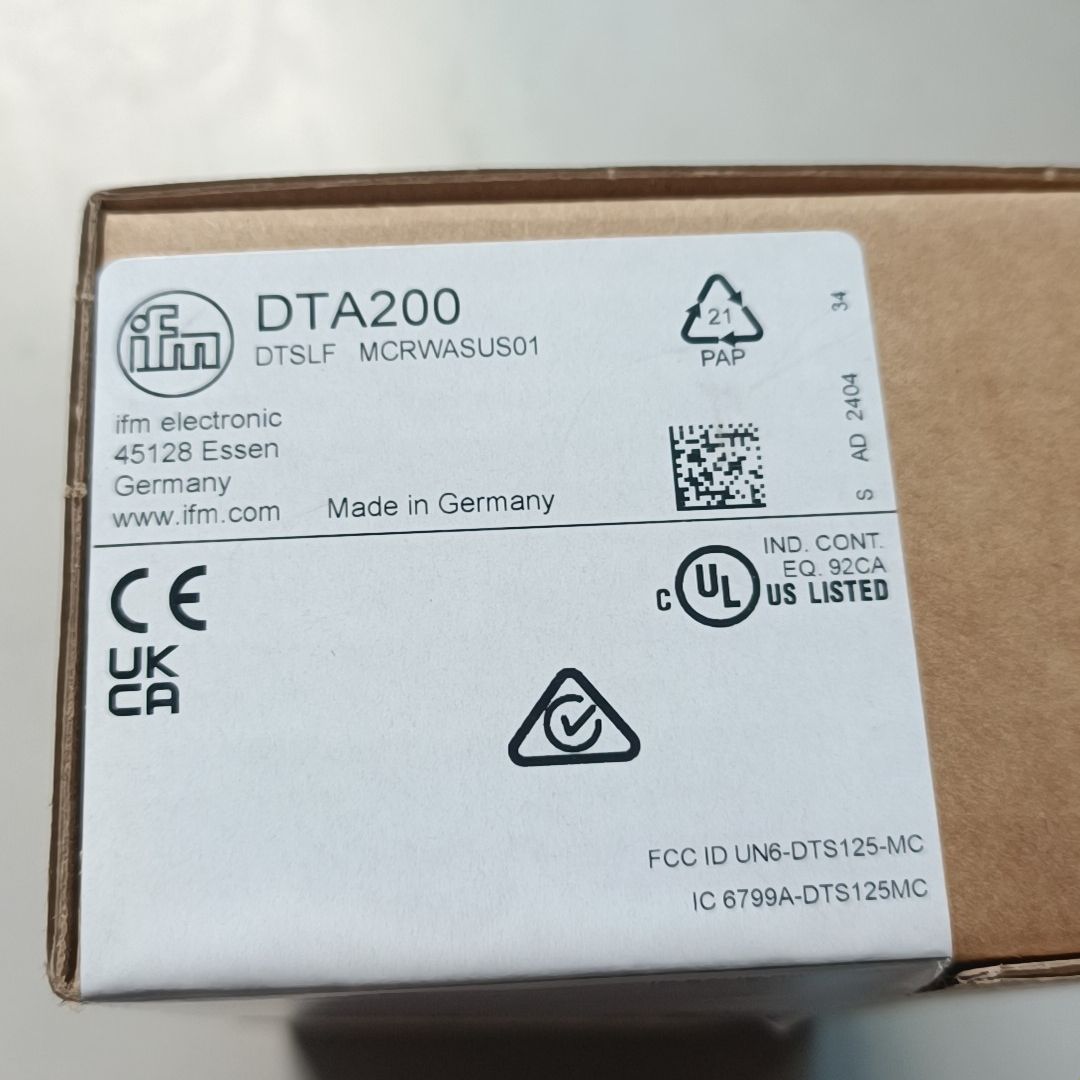 ifm
DTA200
DTSLF MCRWASUS01
ifm electronic
45128 Essen
Germany
www.ifm.com
Made in Germany
21
PAP
S AD 2404 34
CE
UK
CA
C UL US LISTED
IND. CONT.
EQ. 92CA
FCC ID UN6-DTS125-MC
IC 6799A-DTS125MC